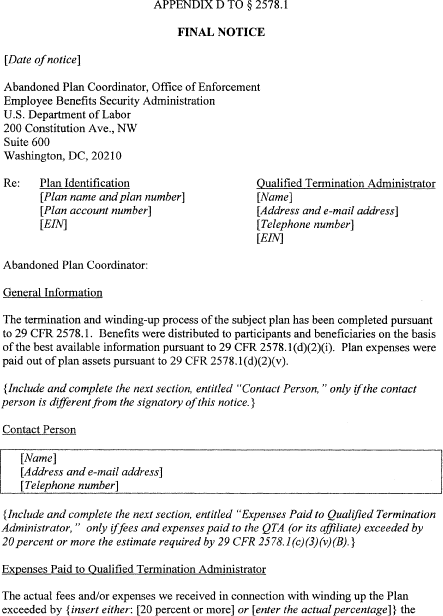 APPENDIX D TO § 2578.1
FINAL NOTICE
[Date of notice]
Abandoned Plan Coordinator, Office of Enforcement
Employee Benefits Security Administration
U.S. Department of Labor
200 Constitution Ave., NW
Suite 600
Washington, DC, 20210
Re: Plan Identification Qualified Termination Administrator
[Plan name and plan number] [Name]
[Plan account number] [Address and e-mail address]
[EIN] [Telephone number]
[EIN]
Abandoned Plan Coordinator:
General Information
The termination and winding-up process of the subject plan has been completed pursuant
to 29 CFR 2578.1. Benefits were distributed to participants and beneficiaries on the basis
of the best available information pursuant to 29 CFR 2578.1(d)(2)(i). Plan expenses were
paid out of plan assets pursuant to 29 CFR 2578.1(d)(2)(v).
{Include and complete the next section, entitled “Contact Person,” only if the contact
person is different from the signatory of this notice.}
Contact Person
[Name]
[Address and e-mail address]
[Telephone number]
{Include and complete the next section, entitled “Expenses Paid to Qualified Termination
Administrator,” only if fees and expenses paid to the QTA (or its affiliate) exceeded by
20 percent or more the estimate required by 29 CFR 2578.1(c)(3)(v)(B).}
Expenses Paid to Qualified Termination Administrator
The actual fees and/or expenses we received in connection with winding up the Plan
exceeded by {insert either: [20 percent or more] or [enter the actual percentage]} the